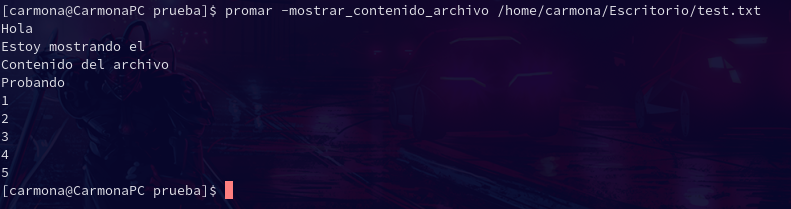 [carmona@CarmonaPC prueba]$ promar -mostrar_contenido_archivo /home/carmona/Escritorio/test.txt
Hola
Estoy mostrando el
Contenido del archivo
Probando
1
2
3
4
5
[carmona@CarmonaPC prueba]$